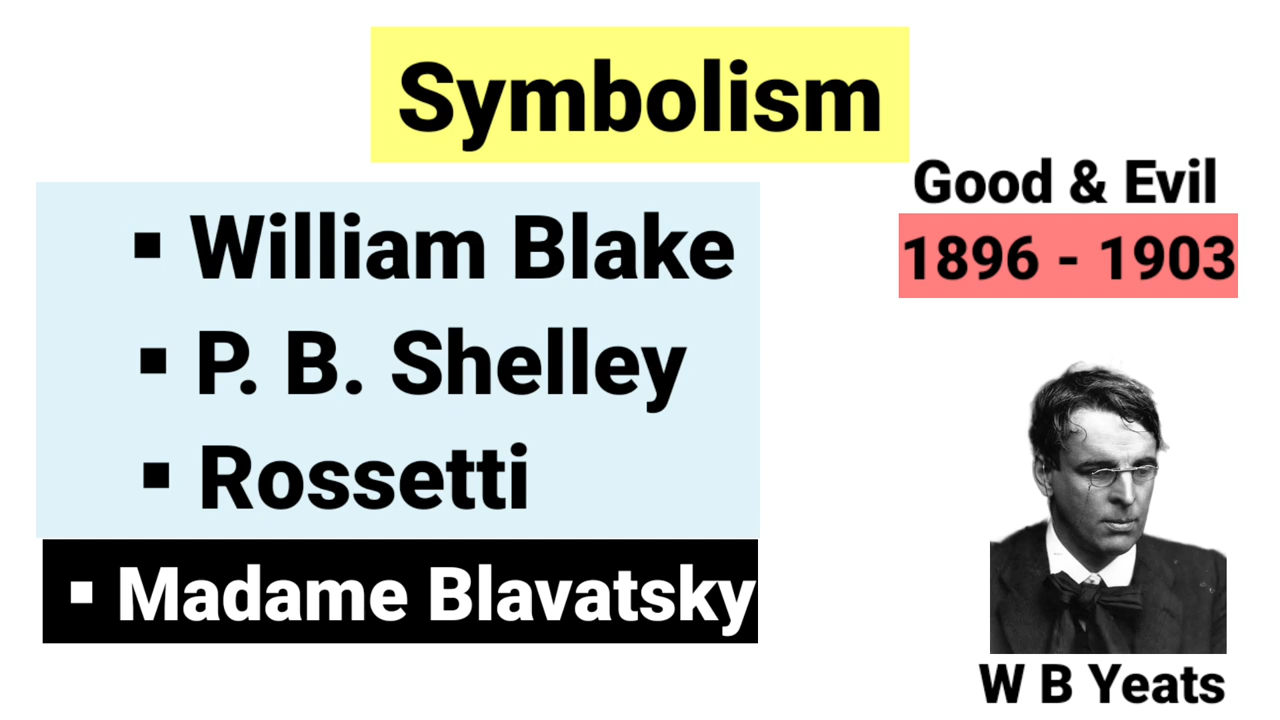 Symbolism
Good & Evil
1896 - 1903
▪ William Blake
▪ P. B. Shelley
▪ Rossetti
▪ Madame Blavatsky
W B Yeats